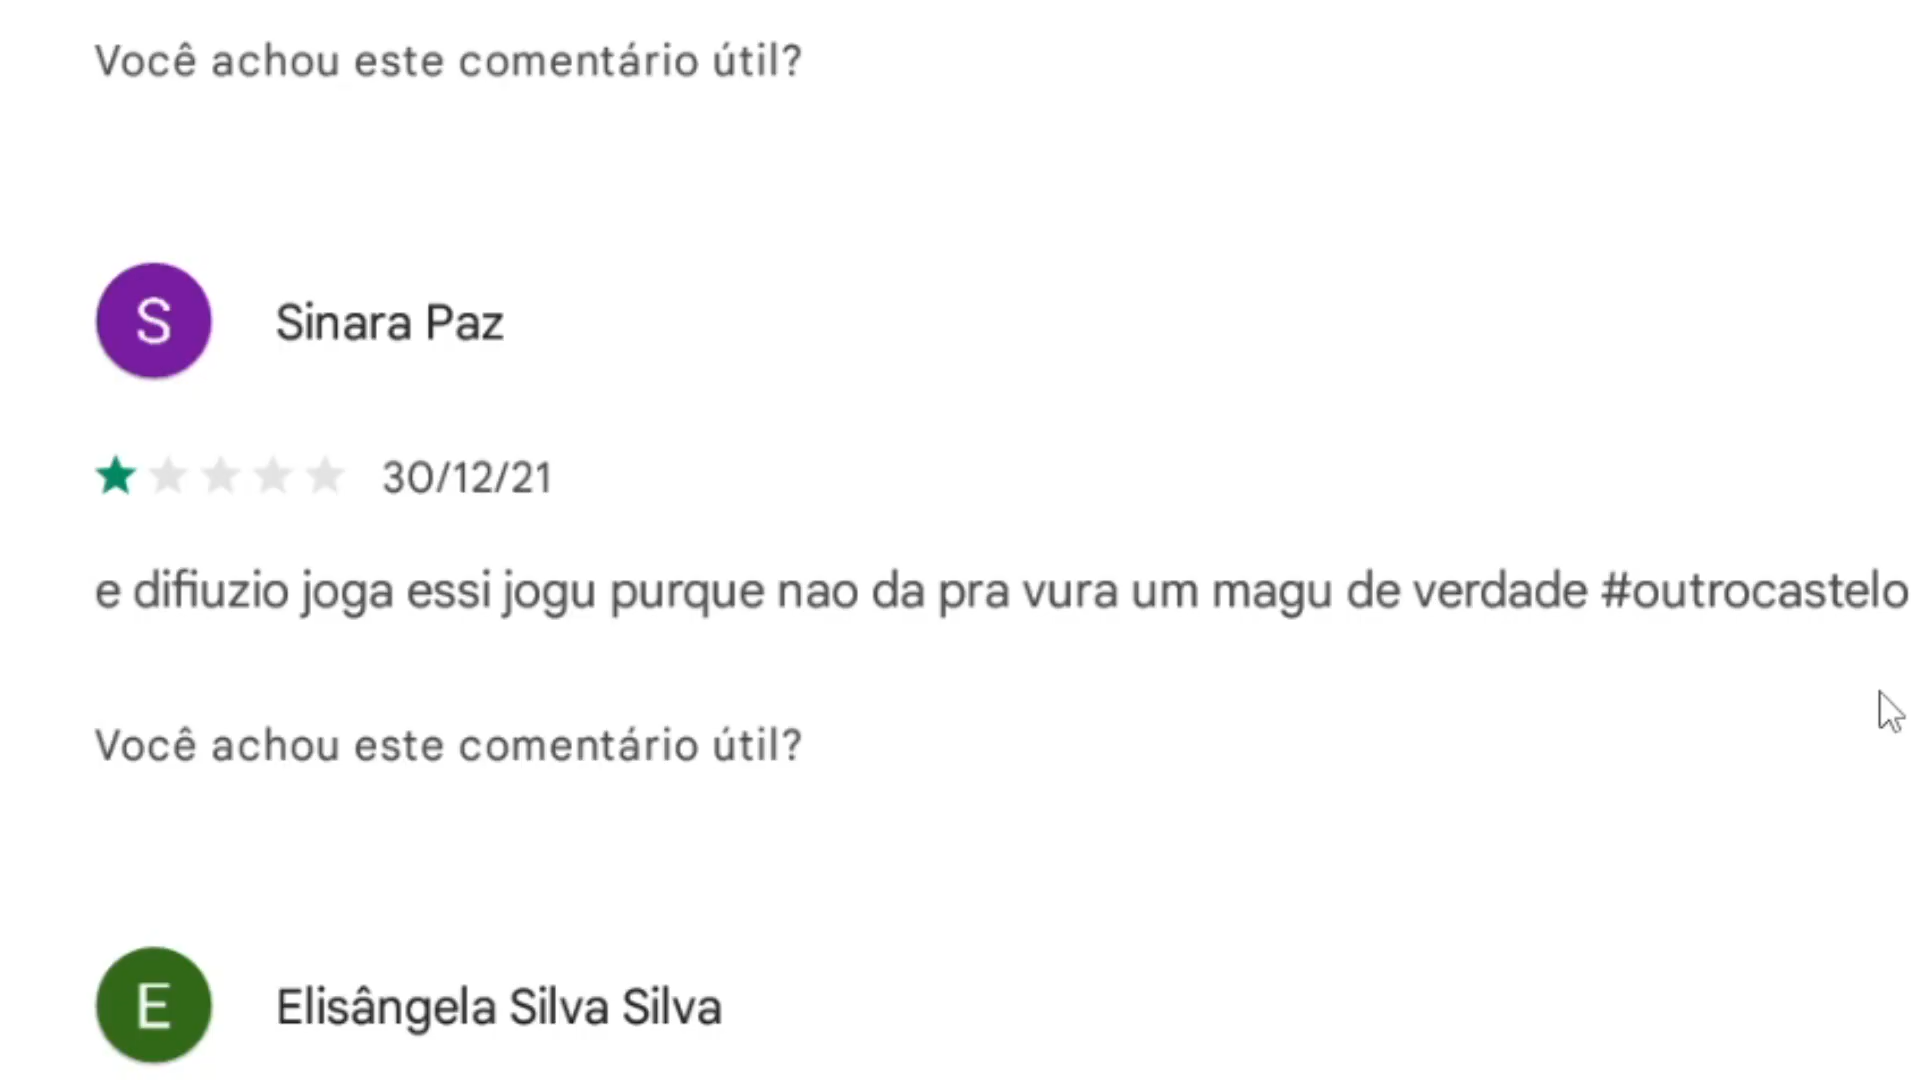 Você achou este comentário útil?
S Sinara Paz
30/12/21
e difiuzio joga essi jogu purque nao da pra vura um magu de verdade #outrocastelo
Você achou este comentário útil?
E Elisângela Silva Silva